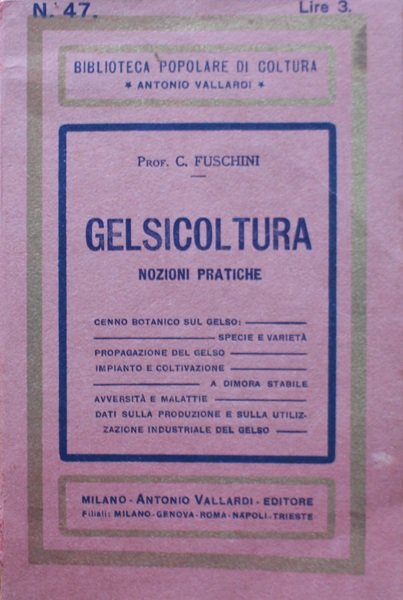 N. 47.
Lire 3.
BIBLIOTECA POPOLARE DI COLTURA
* ANTONIO VALLARDI *
PROF. C. FUSCHINI
GELSICOLTURA
NOZIONI PRATICHE
CENNO BOTANICO SUL GELSO:
SPECIE E VARIETÀ
PROPAGAZIONE DEL GELSO
IMPIANTO E COLTIVAZIONE
A DIMORA STABILE
AVVERSITÀ E MALATTIE
DATI SULLA PRODUZIONE E SULLA UTILIZ-
ZAZIONE INDUSTRIALE DEL GELSO
MILANO - ANTONIO VALLARDI - EDITORE
Filiali: MILANO - GENOVA - ROMA - NAPOLI - TRIESTE